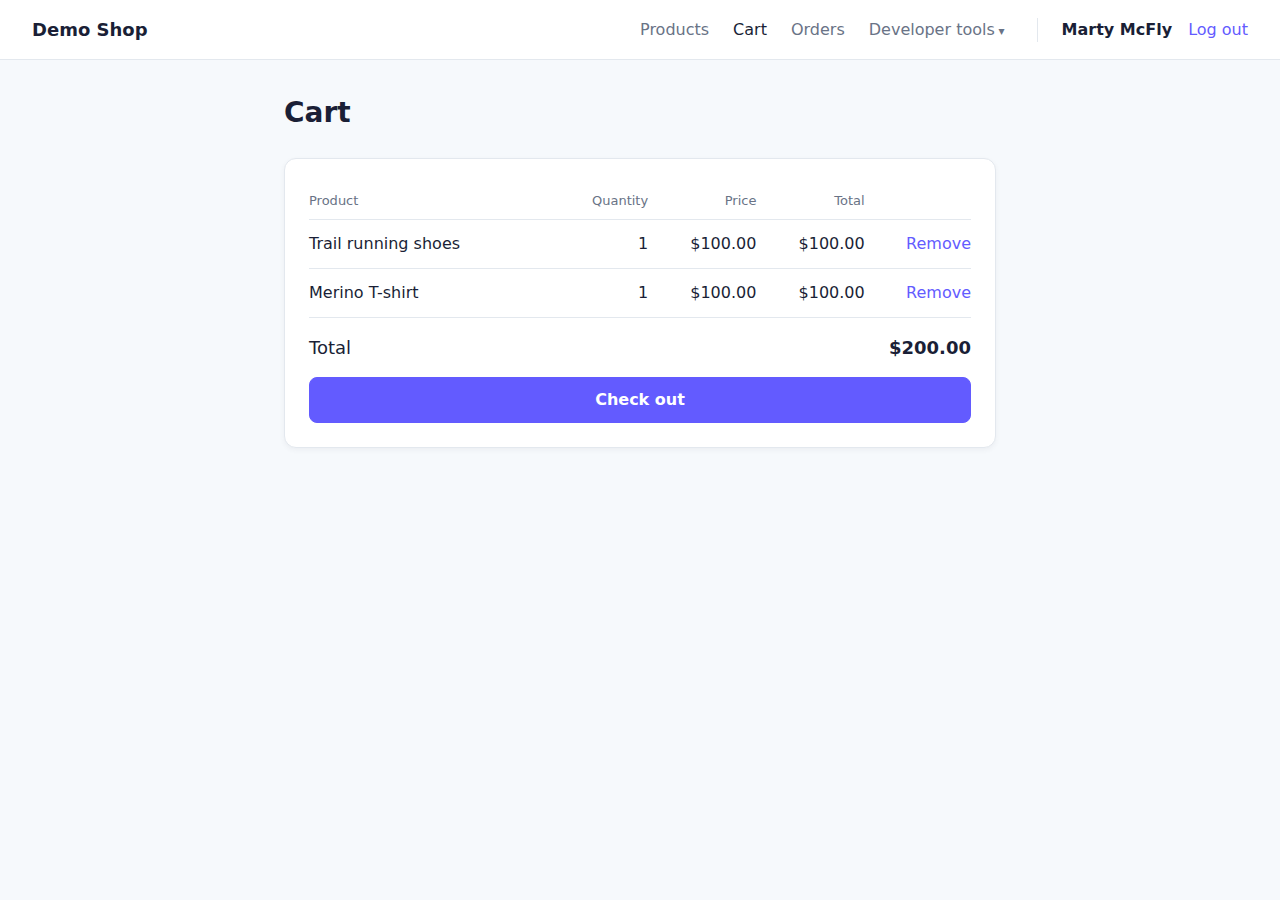 Demo Shop Products Cart Orders Developer tools ▾ Marty McFly Log out
Cart
Product Quantity Price Total
Trail running shoes 1 $100.00 $100.00 Remove
Merino T-shirt 1 $100.00 $100.00 Remove
Total $200.00
Check out